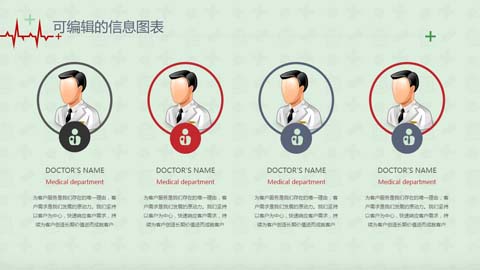 可编辑的信息图表
DOCTOR'S NAME
Medical department
为客户服务是我们存在的唯一理由，客
户需求是我们发展的原动力。我们坚持
以客户为中心，快速响应客户需求，持
续为客户创造长期价值进而成就客户
DOCTOR'S NAME
Medical department
为客户服务是我们存在的唯一理由，客
户需求是我们发展的原动力。我们坚持
以客户为中心，快速响应客户需求，持
续为客户创造长期价值进而成就客户
DOCTOR'S NAME
Medical department
为客户服务是我们存在的唯一理由，客
户需求是我们发展的原动力。我们坚持
以客户为中心，快速响应客户需求，持
续为客户创造长期价值进而成就客户
DOCTOR'S NAME
Medical department
为客户服务是我们存在的唯一理由，客
户需求是我们发展的原动力。我们坚持
以客户为中心，快速响应客户需求，持
续为客户创造长期价值进而成就客户